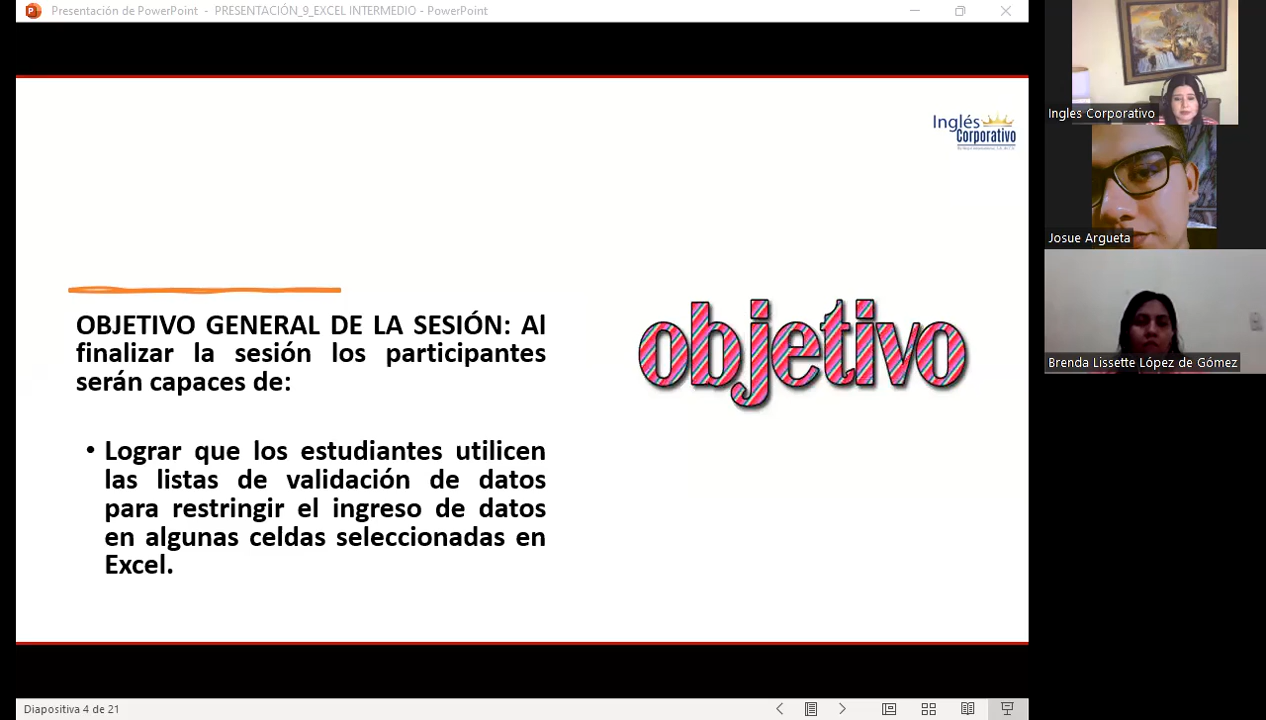 Presentación de PowerPoint - PRESENTACIÓN_9_EXCEL INTERMEDIO - PowerPoint
Inglés
Corporativo
OBJETIVO GENERAL DE LA SESIÓN: Al
finalizar la sesión los participantes
serán capaces de:
• Lograr que los estudiantes utilicen
las listas de validación de datos
para restringir el ingreso de datos
en algunas celdas seleccionadas en
Excel.
objetivo
Ingles Corporativo
Josue Argueta
Brenda Lissette López de Gómez
Diapositiva 4 de 21